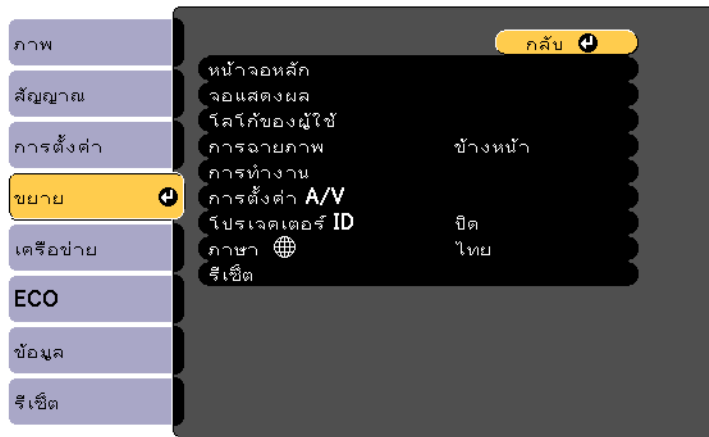 ภาพ
สัญญาณ
การตั้งค่า
ขยาย
เครือข่าย
ECO
ข้อมูล
รีเซ็ต
กลับ
หน้าจอหลัก
จอแสดงผล
โลโก้ของผู้ใช้
การฉายภาพ ข้างหน้า
การทำงาน
การตั้งค่า A/V
โปรเจคเตอร์ ID ปิด
ภาษา ไทย
รีเซ็ต